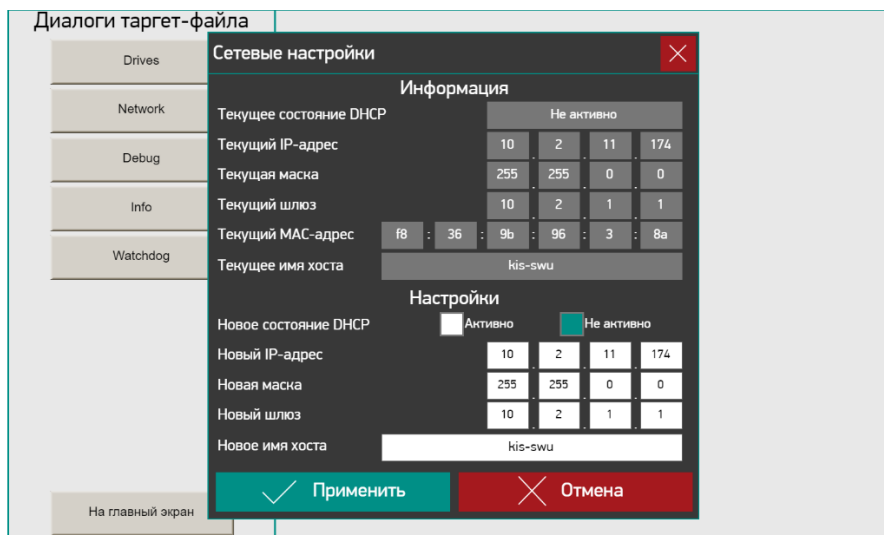 Диалоги таргет-файла
Drives
Network
Debug
Info
Watchdog
На главный экран
Сетевые настройки
Информация
Текущее состояние DHCP Не активно
Текущий IP-адрес 10 . 2 . 11 . 174
Текущая маска 255 . 255 . 0 . 0
Текущий шлюз 10 . 2 . 1 . 1
Текущий MAC-адрес f8 : 36 : 9b : 96 : 3 : 8a
Текущее имя хоста kis-swu
Настройки
Новое состояние DHCP Активно Не активно
Новый IP-адрес 10 . 2 . 11 . 174
Новая маска 255 . 255 . 0 . 0
Новый шлюз 10 . 2 . 1 . 1
Новое имя хоста kis-swu
Применить Отмена